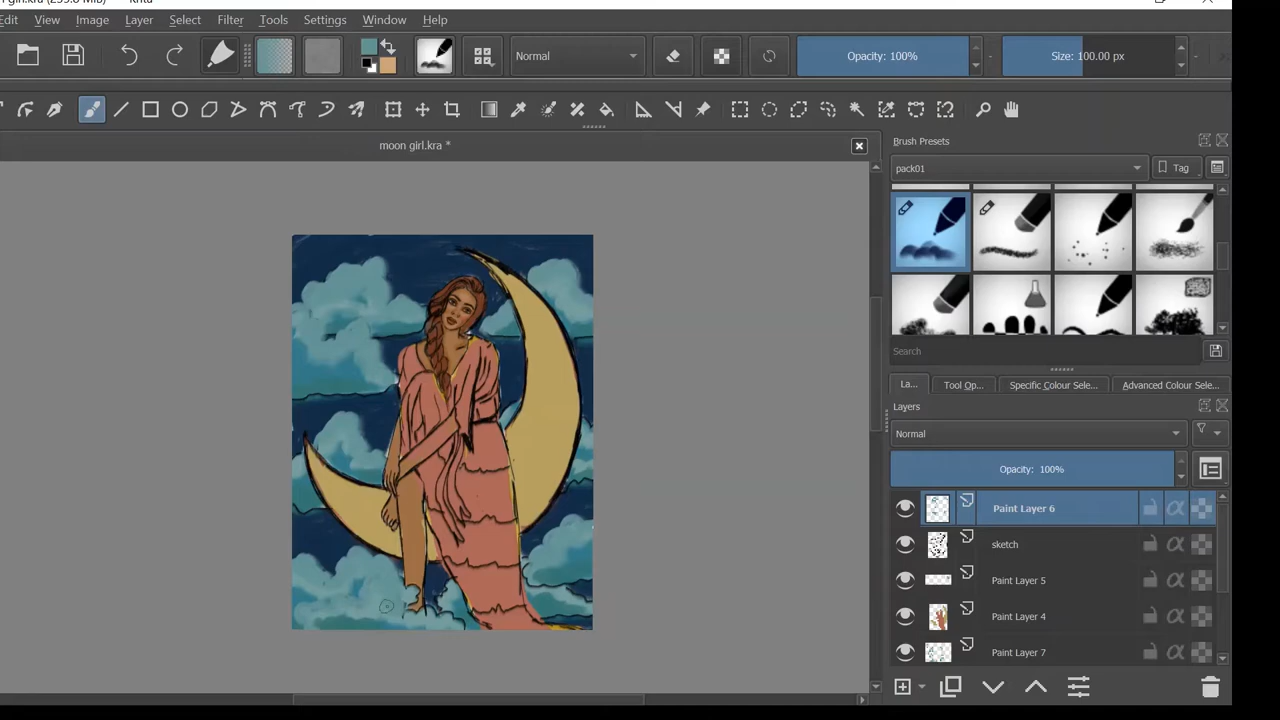 Edit View Image Layer Select Filter Tools Settings Window Help
Normal Opacity: 100% Size: 100.00 px
moon girl.kra *
Brush Presets
pack01 Tag
Search
La... Tool Op... Specific Colour Sele... Advanced Colour Sele...
Layers
Normal
Opacity: 100%
Paint Layer 6
sketch
Paint Layer 5
Paint Layer 4
Paint Layer 7